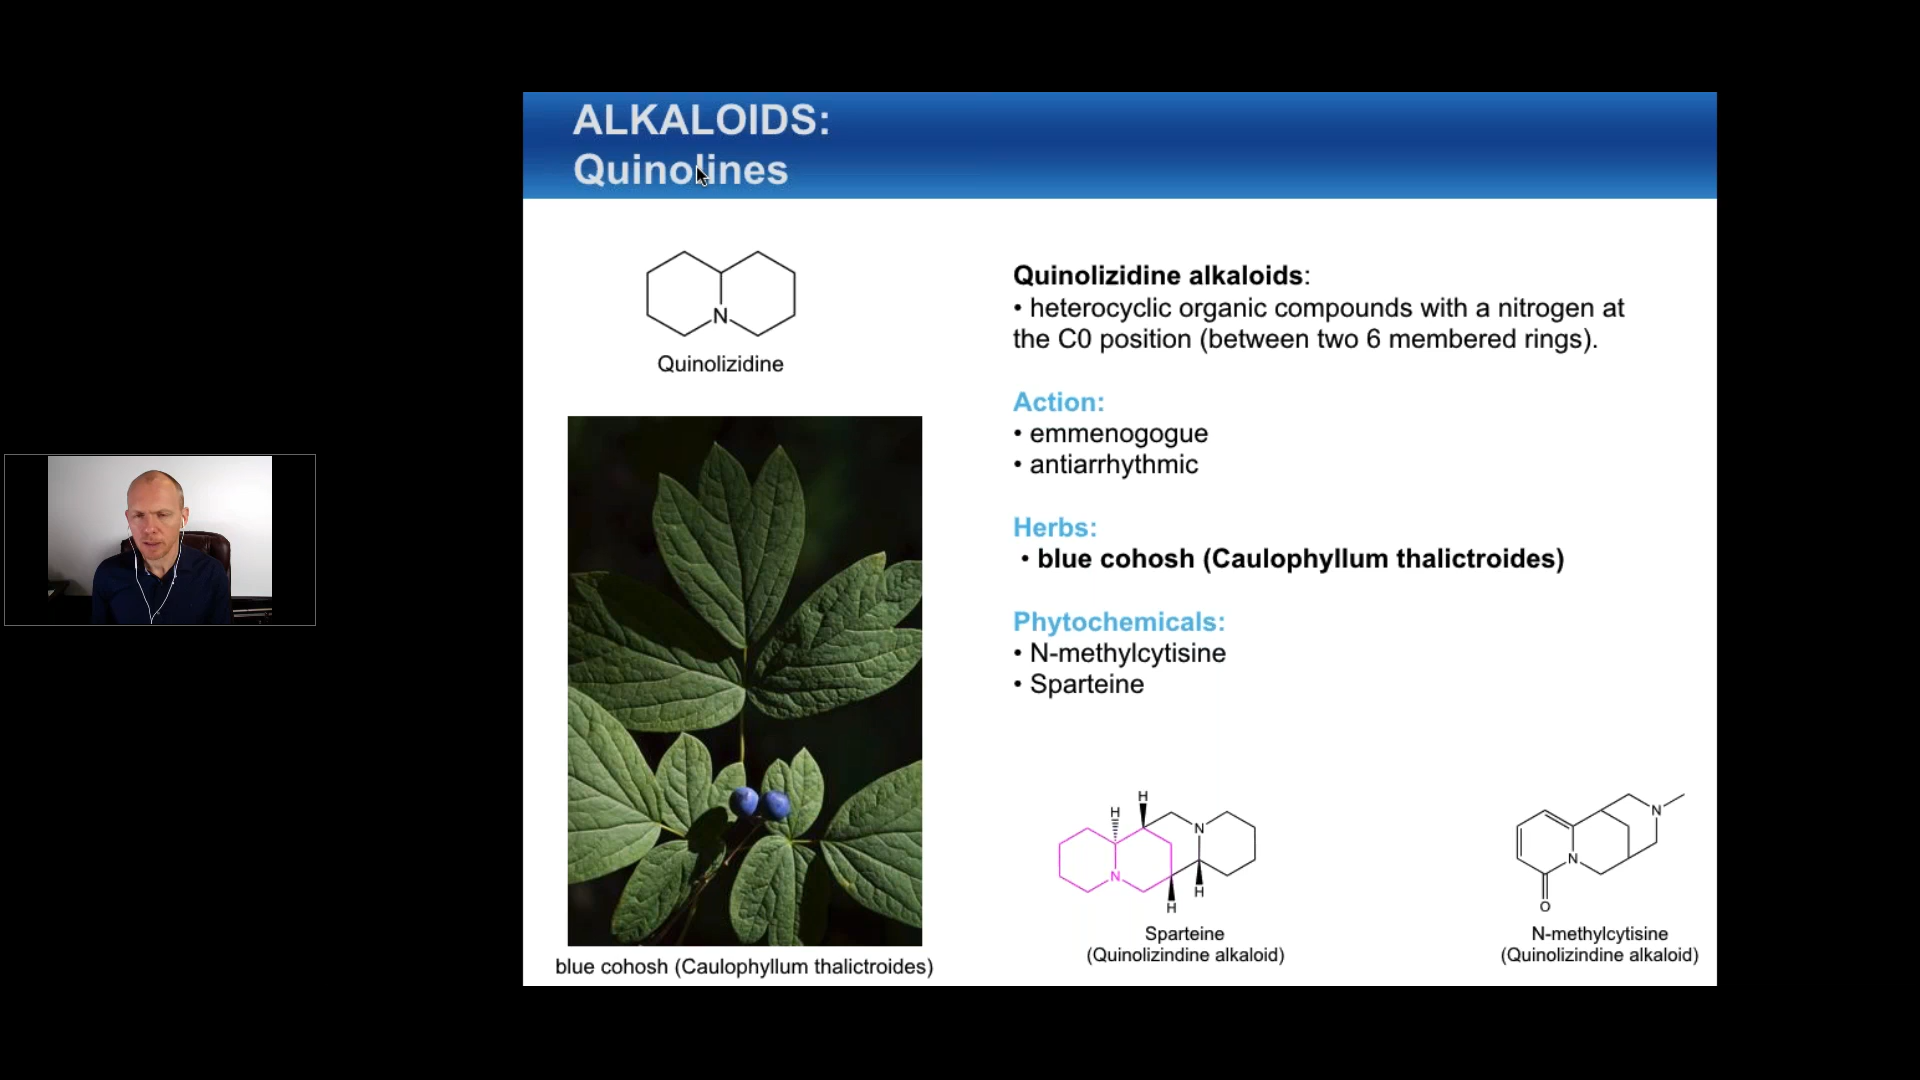 ALKALOIDS:
Quinolines
N
Quinolizidine
Quinolizidine alkaloids:
• heterocyclic organic compounds with a nitrogen at
the C0 position (between two 6 membered rings).
Action:
• emmenogogue
• antiarrhythmic
Herbs:
• blue cohosh (Caulophyllum thalictroides)
Phytochemicals:
• N-methylcytisine
• Sparteine
blue cohosh (Caulophyllum thalictroides)
H
H
N
N
H
H
Sparteine
(Quinolizindine alkaloid)
N
N
O
N-methylcytisine
(Quinolizindine alkaloid)